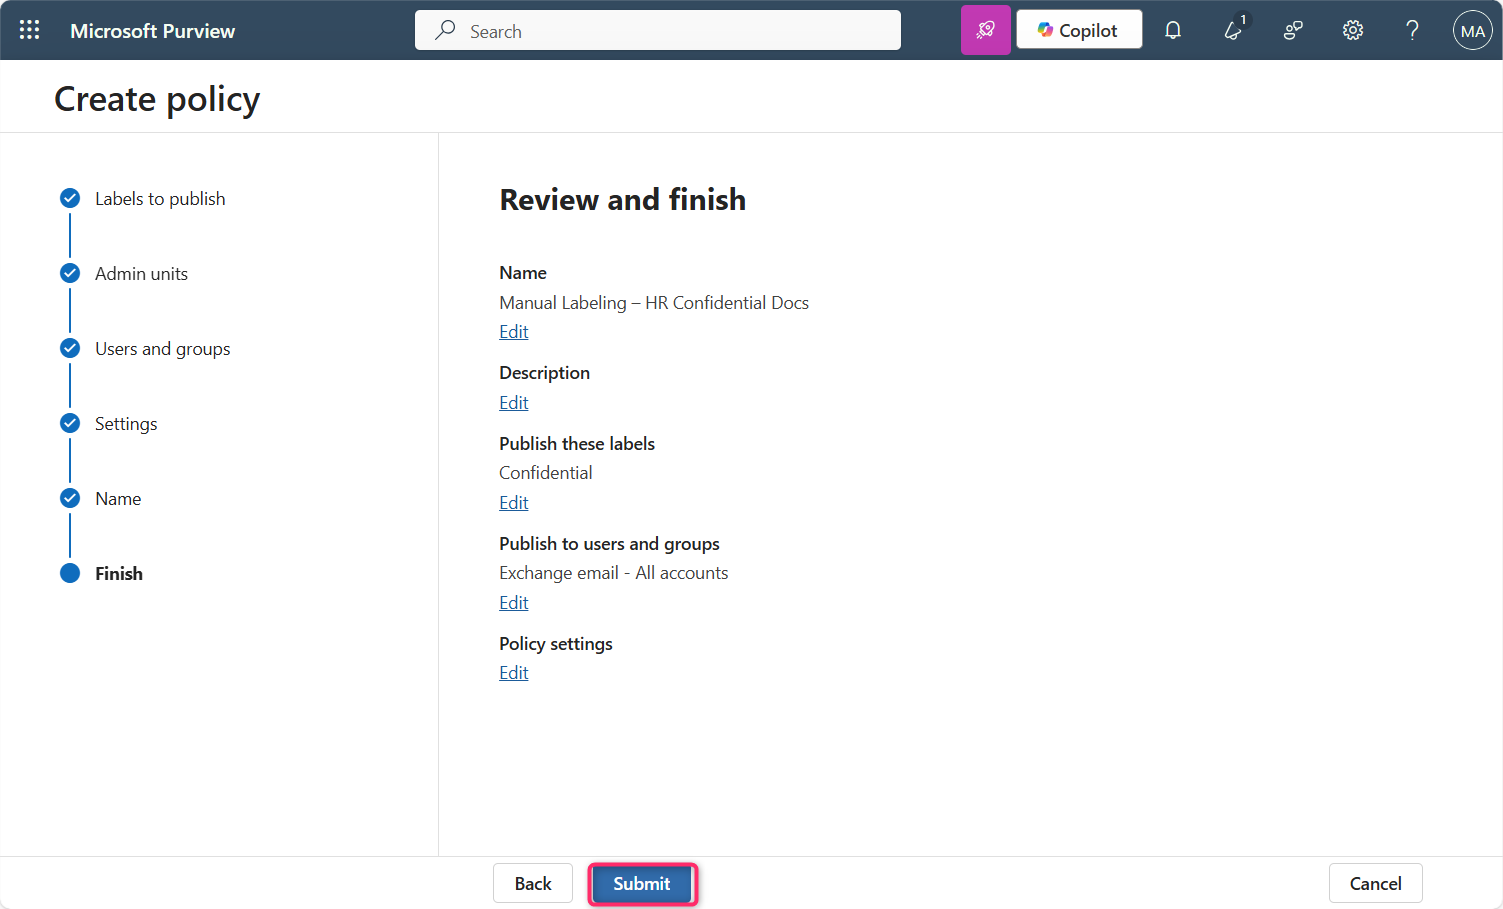 Microsoft Purview
Search
Copilot
1
MA
Create policy
Labels to publish
Admin units
Users and groups
Settings
Name
Finish
Review and finish
Name
Manual Labeling – HR Confidential Docs
Edit
Description
Edit
Publish these labels
Confidential
Edit
Publish to users and groups
Exchange email - All accounts
Edit
Policy settings
Edit
Back
Submit
Cancel